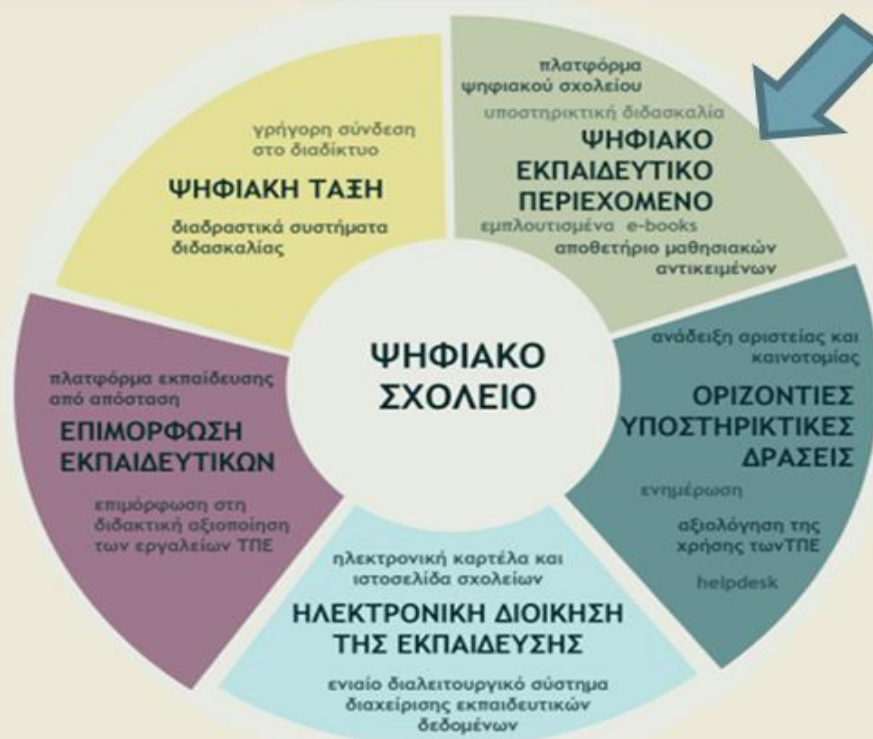 πλατφόρμα
ψηφιακού σχολείου
υποστηρικτική διδασκαλία
ΨΗΦΙΑΚΟ
ΕΚΠΑΙΔΕΥΤΙΚΟ
ΠΕΡΙΕΧΟΜΕΝΟ
εμπλουτισμένα e-books
αποθετήριο μαθησιακών
αντικειμένων
γρήγορη σύνδεση
στο διαδίκτυο
ΨΗΦΙΑΚΗ ΤΑΞΗ
διαδραστικά συστήματα
διδασκαλίας
ΨΗΦΙΑΚΟ
ΣΧΟΛΕΙΟ
ανάδειξη αριστείας και
καινοτομίας
ΟΡΙΖΟΝΤΙΕΣ
ΥΠΟΣΤΗΡΙΚΤΙΚΕΣ
ΔΡΑΣΕΙΣ
ενημέρωση
αξιολόγηση της
χρήσης τωνΤΠΕ
helpdesk
πλατφόρμα εκπαίδευσης
από απόσταση
ΕΠΙΜΟΡΦΩΣΗ
ΕΚΠΑΙΔΕΥΤΙΚΩΝ
επιμόρφωση στη
διδακτική αξιοποίηση
των εργαλείων ΤΠΕ
ηλεκτρονική καρτέλα και
ιστοσελίδα σχολείων
ΗΛΕΚΤΡΟΝΙΚΗ ΔΙΟΙΚΗΣΗ
ΤΗΣ ΕΚΠΑΙΔΕΥΣΗΣ
ενιαίο διαλειτουργικό σύστημα
διαχείρισης εκπαιδευτικών
δεδομένων